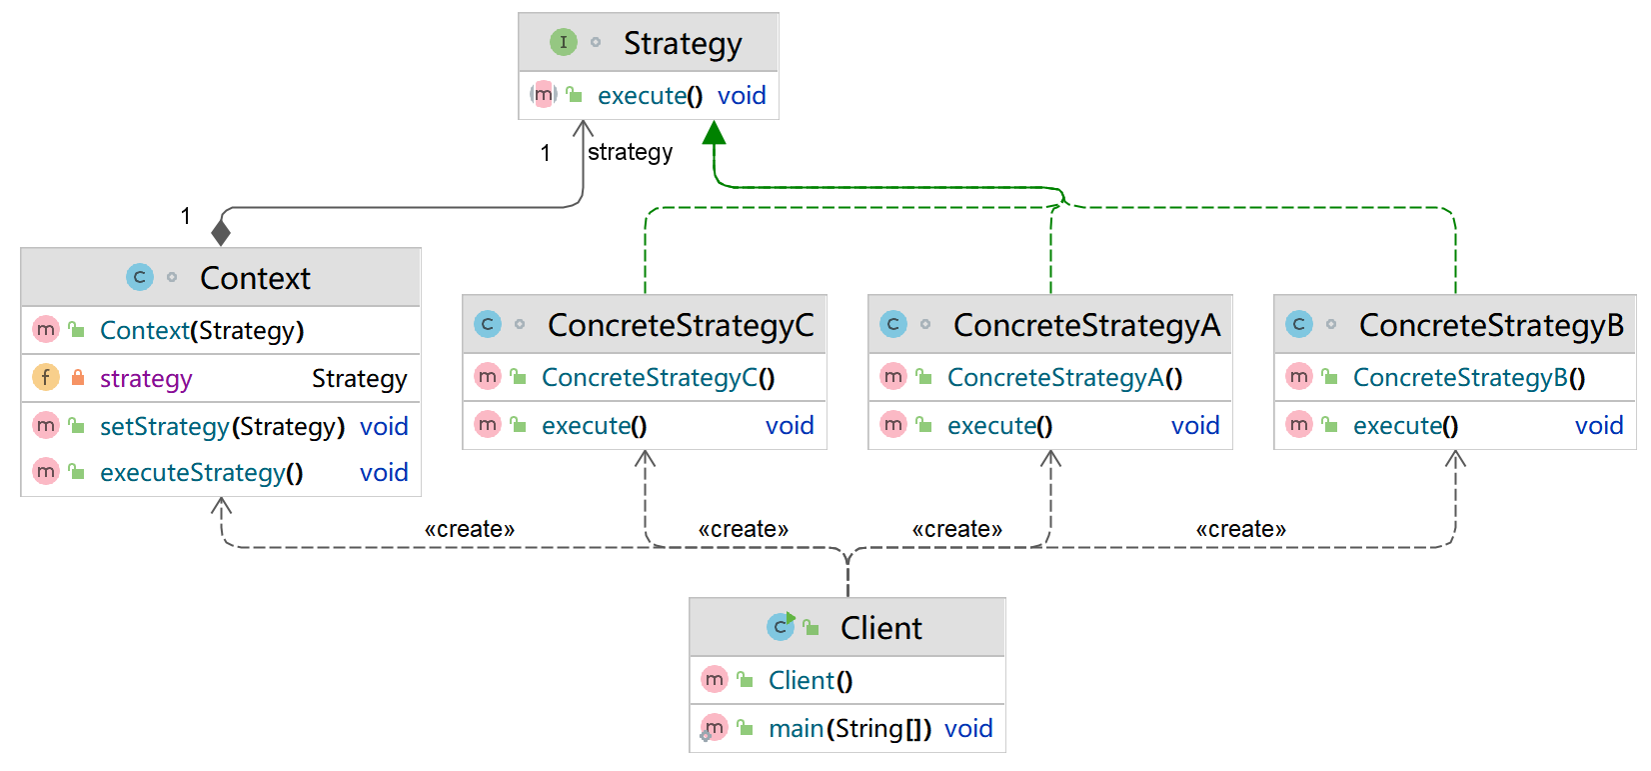 I Strategy
m execute() void
1 strategy
1
C Context
m Context(Strategy)
f strategy Strategy
m setStrategy(Strategy) void
m executeStrategy() void
C ConcreteStrategyC
m ConcreteStrategyC()
m execute() void
C ConcreteStrategyA
m ConcreteStrategyA()
m execute() void
C ConcreteStrategyB
m ConcreteStrategyB()
m execute() void
«create» «create» «create» «create»
C Client
m Client()
m main(String[]) void